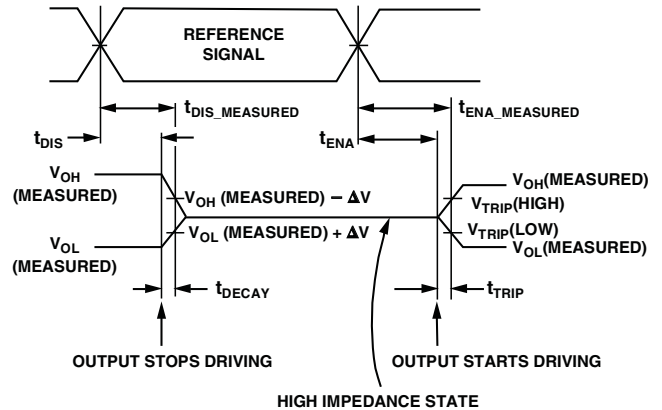 REFERENCE
SIGNAL
tDIS_MEASURED
tENA_MEASURED
tDIS
tENA
VOH
(MEASURED)
VOH (MEASURED) – ΔV
VOH(MEASURED)
VTRIP(HIGH)
VOL
(MEASURED)
VOL (MEASURED) + ΔV
VTRIP(LOW)
VOL(MEASURED)
tDECAY
tTRIP
OUTPUT STOPS DRIVING
OUTPUT STARTS DRIVING
HIGH IMPEDANCE STATE